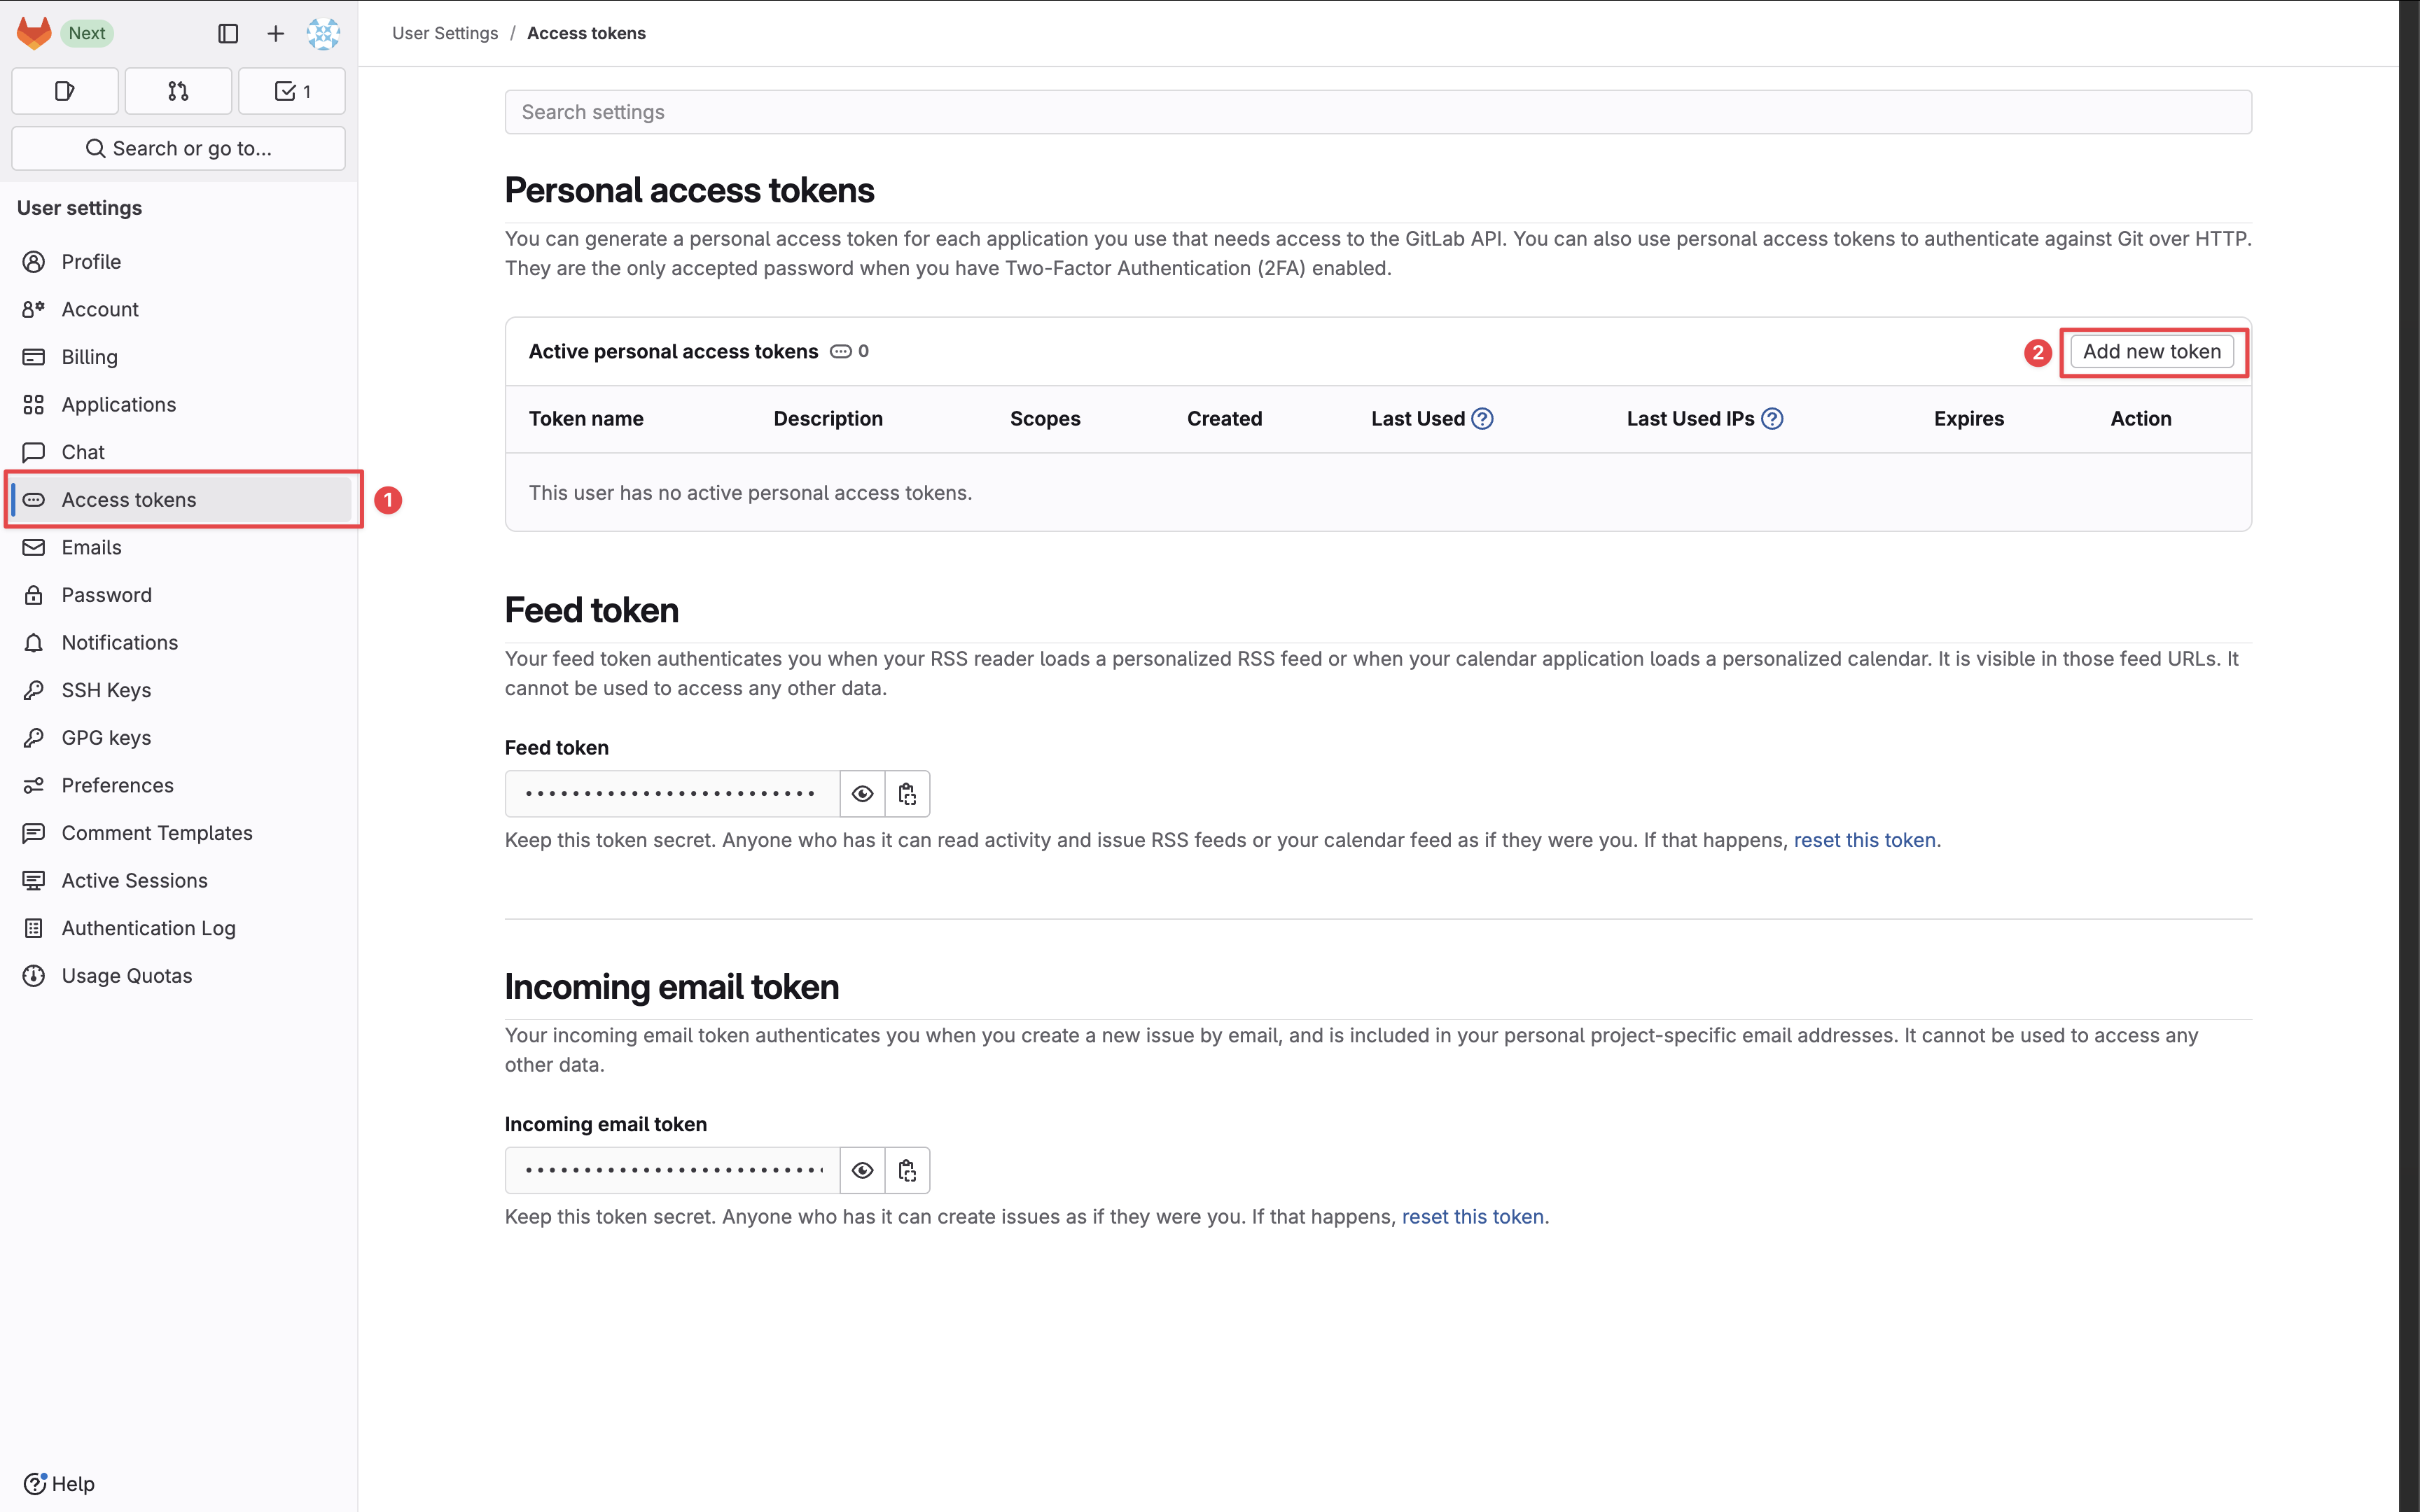 Next
1
Search or go to...
User settings
Profile
Account
Billing
Applications
Chat
Access tokens
1
Emails
Password
Notifications
SSH Keys
GPG keys
Preferences
Comment Templates
Active Sessions
Authentication Log
Usage Quotas
Help
User Settings / Access tokens
Search settings
Personal access tokens
You can generate a personal access token for each application you use that needs access to the GitLab API. You can also use personal access tokens to authenticate against Git over HTTP.
They are the only accepted password when you have Two-Factor Authentication (2FA) enabled.
Active personal access tokens 0
2 Add new token
Token name Description Scopes Created Last Used Last Used IPs Expires Action
This user has no active personal access tokens.
Feed token
Your feed token authenticates you when your RSS reader loads a personalized RSS feed or when your calendar application loads a personalized calendar. It is visible in those feed URLs. It
cannot be used to access any other data.
Feed token
Keep this token secret. Anyone who has it can read activity and issue RSS feeds or your calendar feed as if they were you. If that happens, reset this token.
Incoming email token
Your incoming email token authenticates you when you create a new issue by email, and is included in your personal project-specific email addresses. It cannot be used to access any
other data.
Incoming email token
Keep this token secret. Anyone who has it can create issues as if they were you. If that happens, reset this token.